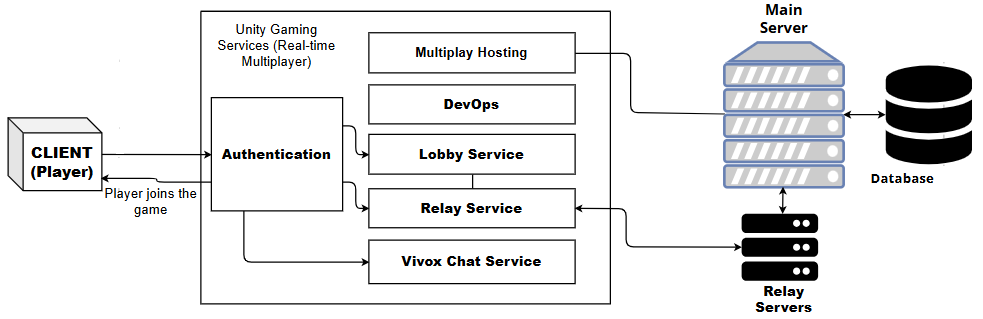 Unity Gaming
Services (Real-time
Multiplayer)
Multiplay Hosting
DevOps
Authentication
Lobby Service
Relay Service
Vivox Chat Service
CLIENT
(Player)
Player joins the
game
Main
Server
Database
Relay
Servers